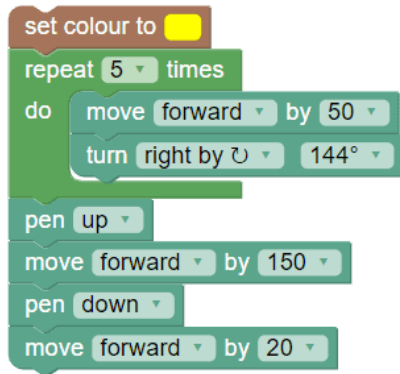 set colour to
repeat 5 times
do move forward by 50
turn right by ↻ 144°
pen up
move forward by 150
pen down
move forward by 20